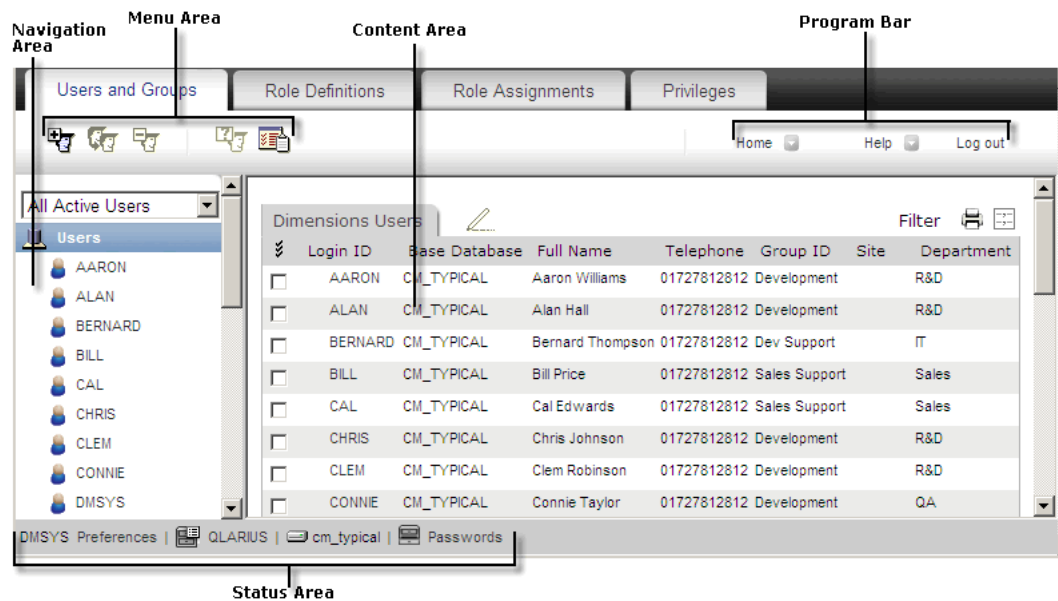 Navigation Area
Menu Area
Content Area
Program Bar
Users and Groups
Role Definitions
Role Assignments
Privileges
Home
Help
Log out
All Active Users
Users
AARON
ALAN
BERNARD
BILL
CAL
CHRIS
CLEM
CONNIE
DMSYS
Dimensions Users
Filter
Login ID Base Database Full Name Telephone Group ID Site Department
AARON CM_TYPICAL Aaron Williams 01727812812 Development R&D
ALAN CM_TYPICAL Alan Hall 01727812812 Development R&D
BERNARD CM_TYPICAL Bernard Thompson 01727812812 Dev Support IT
BILL CM_TYPICAL Bill Price 01727812812 Sales Support Sales
CAL CM_TYPICAL Cal Edwards 01727812812 Sales Support Sales
CHRIS CM_TYPICAL Chris Johnson 01727812812 Development R&D
CLEM CM_TYPICAL Clem Robinson 01727812812 Development R&D
CONNIE CM_TYPICAL Connie Taylor 01727812812 Development QA
DMSYS Preferences | QLARIUS | cm_typical | Passwords
Status Area